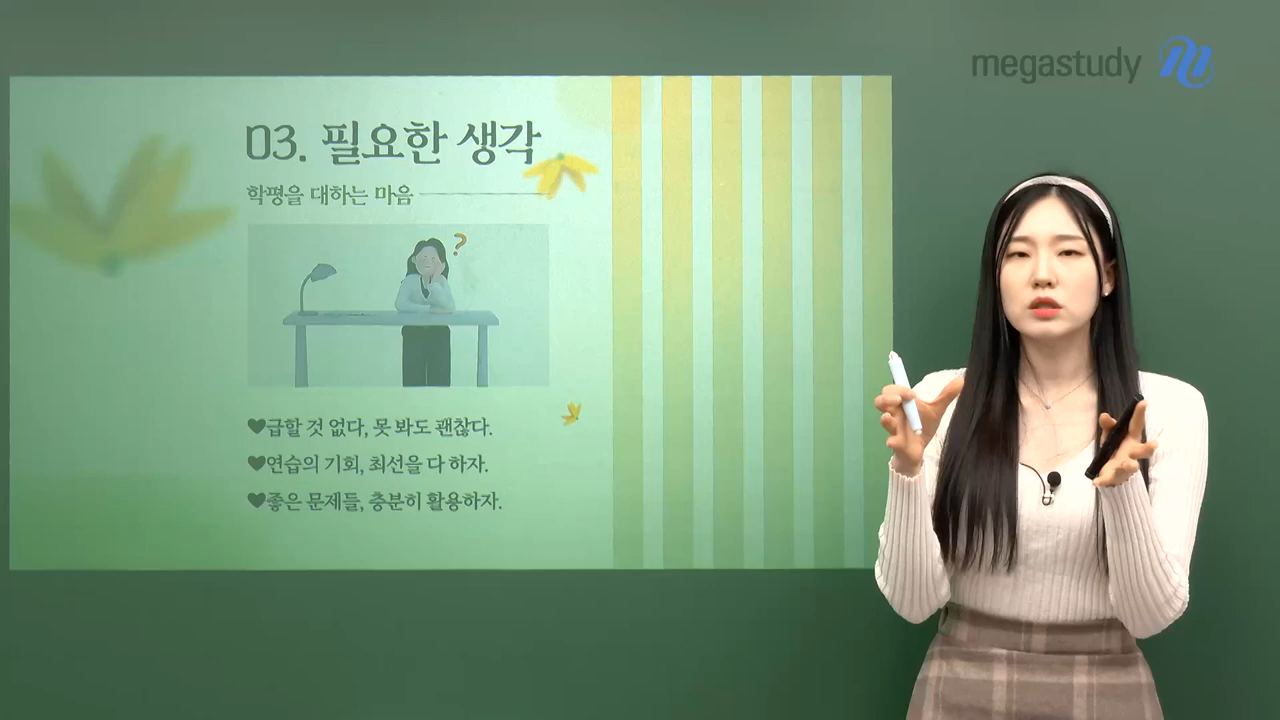 megastudy
03. 필요한 생각
학평을 대하는 마음
?
♥급할 것 없다, 못 봐도 괜찮다.
♥연습의 기회, 최선을 다 하자.
♥좋은 문제들, 충분히 활용하자.